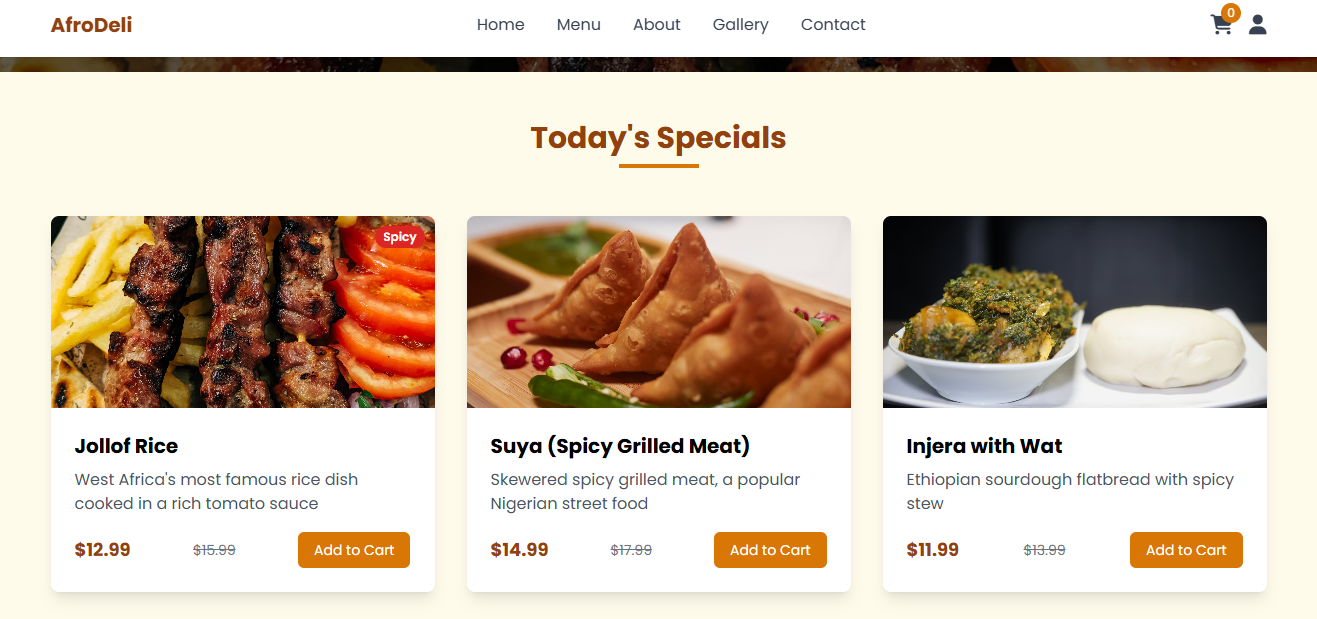 AfroDeli
Home Menu About Gallery Contact
0
Today's Specials
Spicy
Jollof Rice
West Africa's most famous rice dish
cooked in a rich tomato sauce
$12.99 $15.99 Add to Cart
Suya (Spicy Grilled Meat)
Skewered spicy grilled meat, a popular
Nigerian street food
$14.99 $17.99 Add to Cart
Injera with Wat
Ethiopian sourdough flatbread with spicy
stew
$11.99 $13.99 Add to Cart